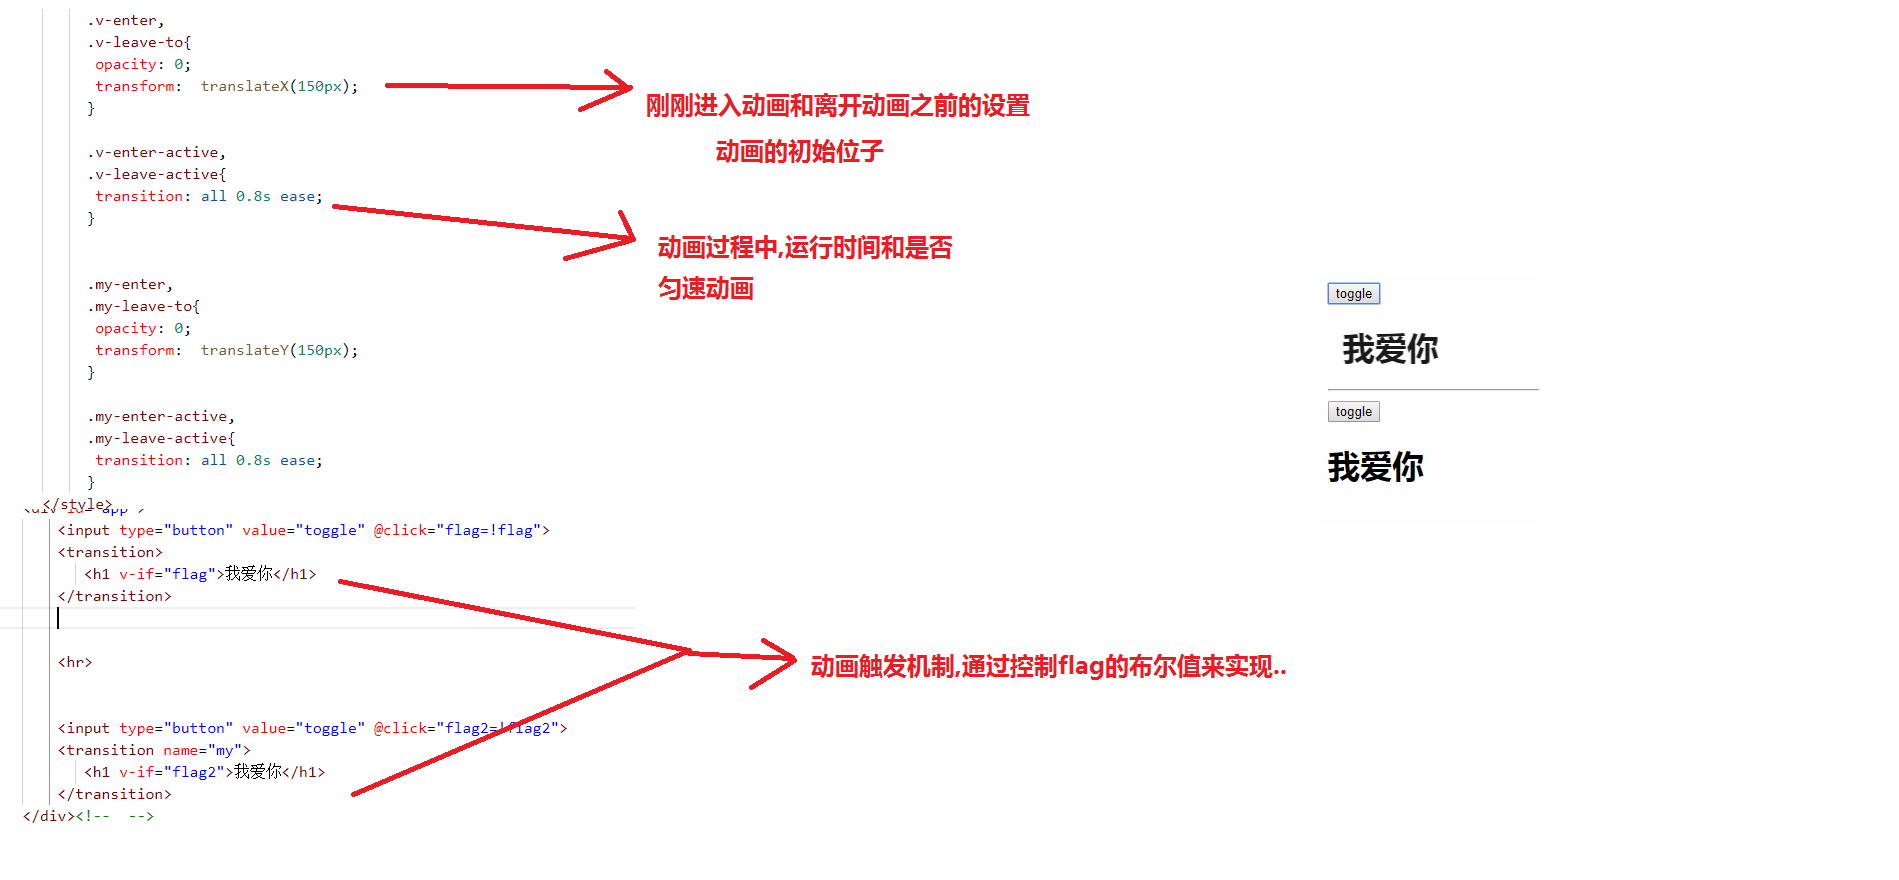 .v-enter,
.v-leave-to{
opacity: 0;
transform:  translateX(150px);
}
刚刚进入动画和离开动画之前的设置
动画的初始位子
.v-enter-active,
.v-leave-active{
transition: all 0.8s ease;
}
动画过程中,运行时间和是否
匀速动画
.my-enter,
.my-leave-to{
opacity: 0;
transform:  translateY(150px);
}
.my-enter-active,
.my-leave-active{
transition: all 0.8s ease;
}
</style>
<div id="app">
<input type="button" value="toggle" @click="flag=!flag">
<transition>
<h1 v-if="flag">我爱你</h1>
</transition>
<hr>
动画触发机制,通过控制flag的布尔值来实现..
<input type="button" value="toggle" @click="flag2=!flag2">
<transition name="my">
<h1 v-if="flag2">我爱你</h1>
</transition>
</div><!--  -->
toggle
我爱你
toggle
我爱你